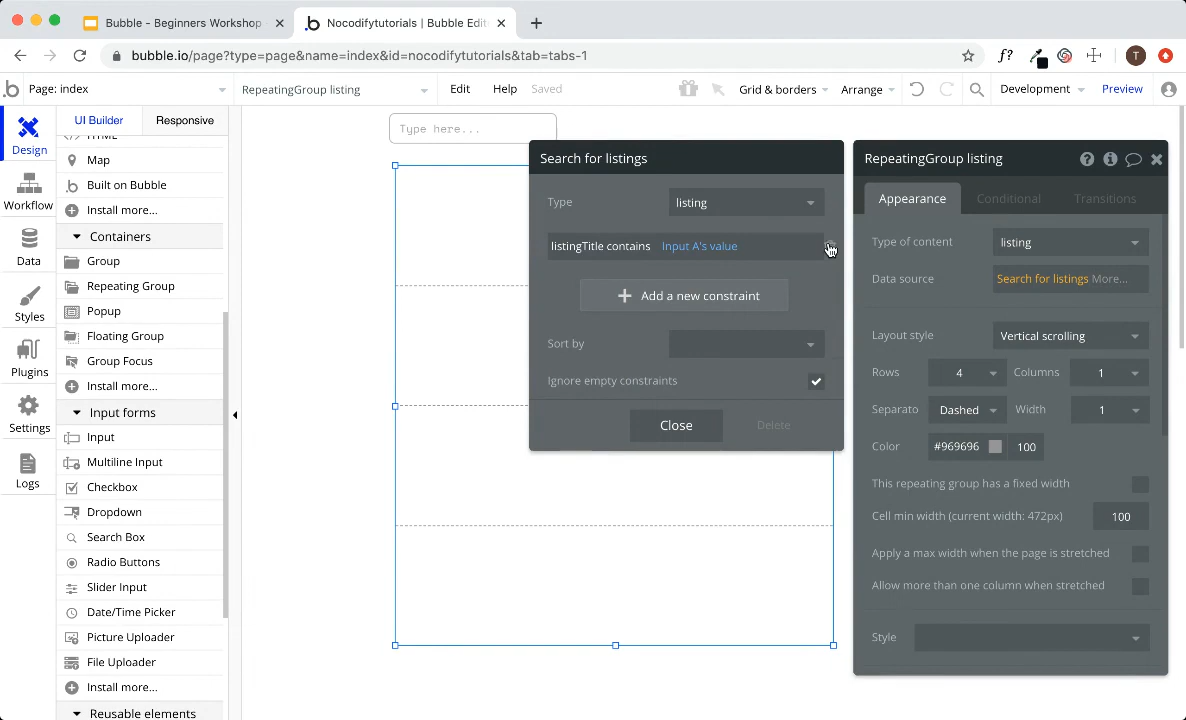 Bubble - Beginners Workshop
Nocodifytutorials | Bubble Edit
bubble.io/page?type=page&name=index&id=nocodifytutorials&tab=tabs-1
f?
T
Page: index
RepeatingGroup listing
Edit
Help
Saved
Grid & borders
Arrange
Development
Preview
Design
Workflow
Data
Styles
Plugins
Settings
Logs
UI Builder
Responsive
HTML
Map
Built on Bubble
Install more...
Containers
Group
Repeating Group
Popup
Floating Group
Group Focus
Install more...
Input forms
Input
Multiline Input
Checkbox
Dropdown
Search Box
Radio Buttons
Slider Input
Date/Time Picker
Picture Uploader
File Uploader
Install more...
Reusable elements
Type here...
Search for listings
Type
listing
listingTitle contains Input A's value
Add a new constraint
Sort by
Ignore empty constraints
Close
Delete
RepeatingGroup listing
Appearance
Conditional
Transitions
Type of content
listing
Data source
Search for listings More...
Layout style
Vertical scrolling
Rows
4
Columns
1
Separato
Dashed
Width
1
Color
#969696
100
This repeating group has a fixed width
Cell min width (current width: 472px)
100
Apply a max width when the page is stretched
Allow more than one column when stretched
Style